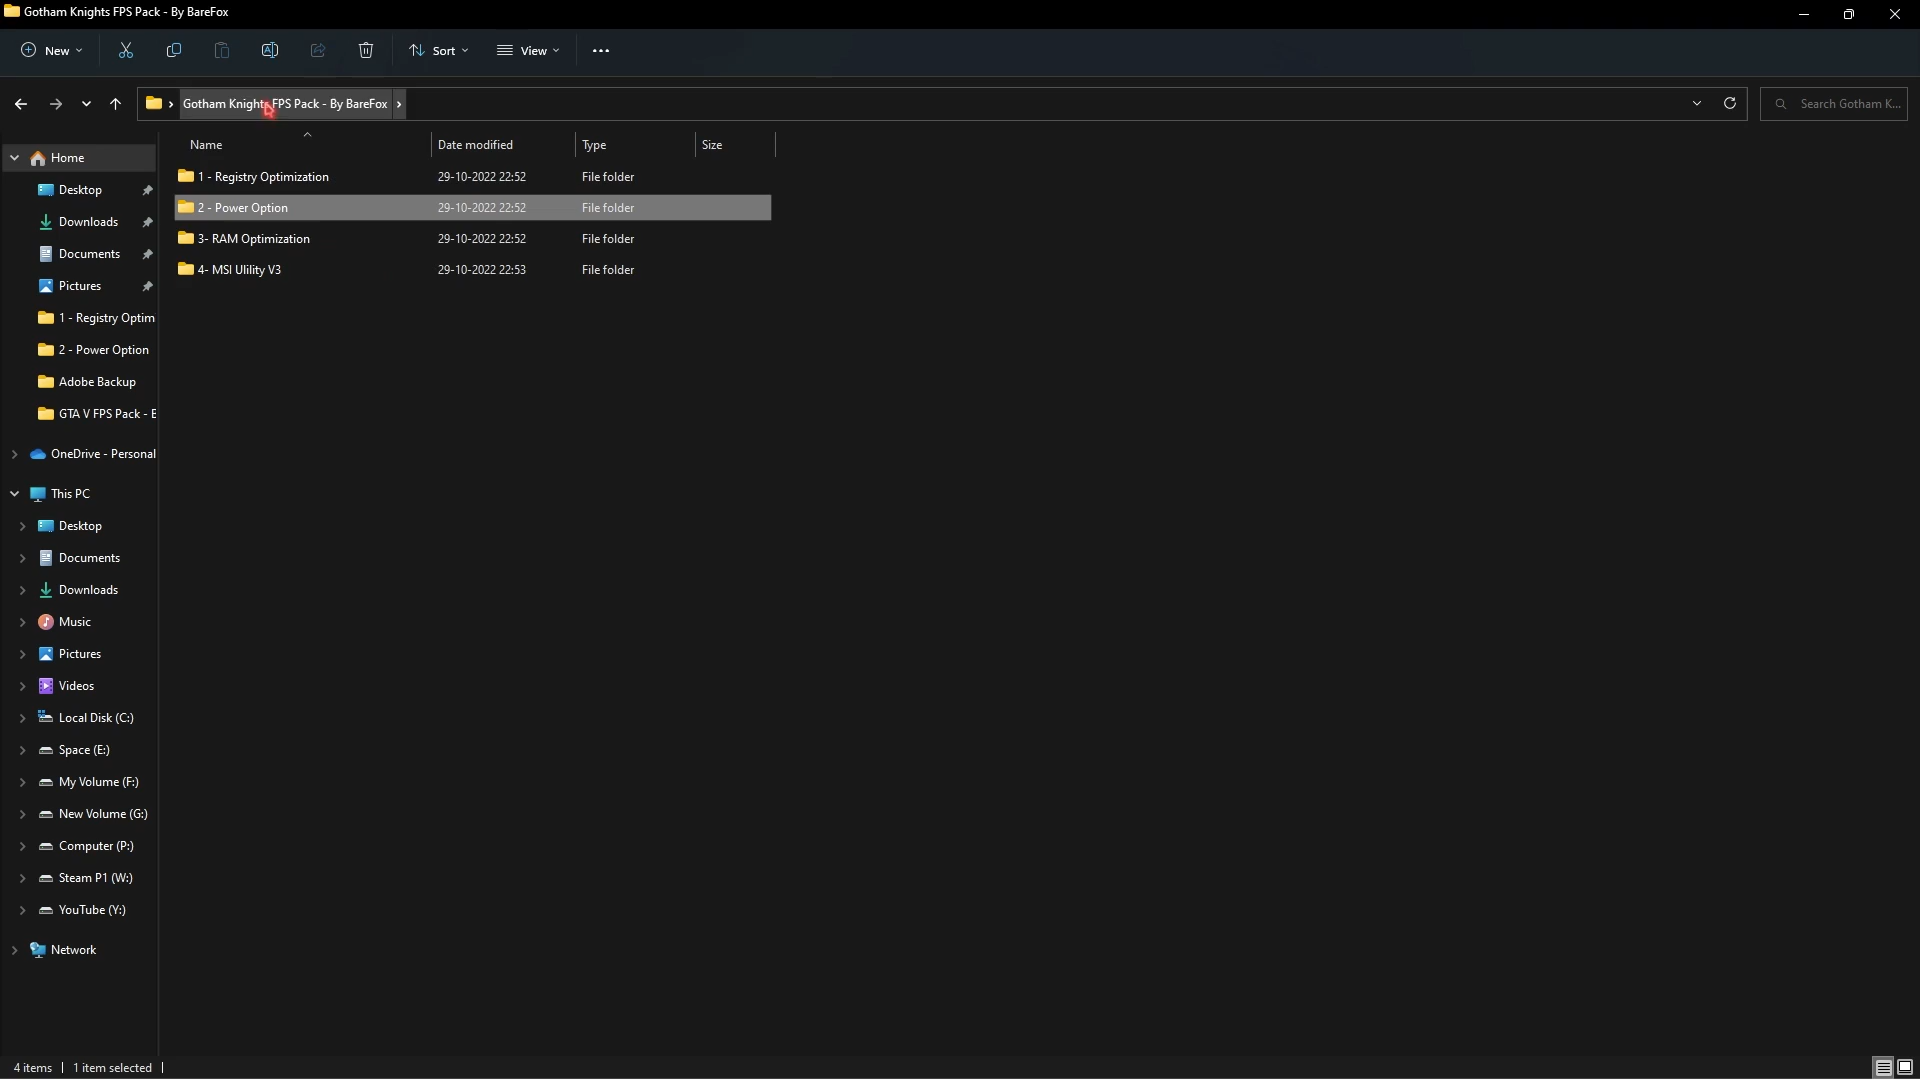 Gotham Knights FPS Pack - By BareFox
New
Sort
View
Gotham Knights FPS Pack - By BareFox
Search Gotham K...
Name
Date modified
Type
Size
Home
Desktop
Downloads
Documents
Pictures
1 - Registry Optim
2 - Power Option
Adobe Backup
GTA V FPS Pack - B
OneDrive - Personal
This PC
Desktop
Documents
Downloads
Music
Pictures
Videos
Local Disk (C:)
Space (E:)
My Volume (F:)
New Volume (G:)
Computer (P:)
Steam P1 (W:)
YouTube (Y:)
Network
1 - Registry Optimization 29-10-2022 22:52 File folder
2 - Power Option 29-10-2022 22:52 File folder
3- RAM Optimization 29-10-2022 22:52 File folder
4- MSI Ulility V3 29-10-2022 22:53 File folder
4 items
1 item selected